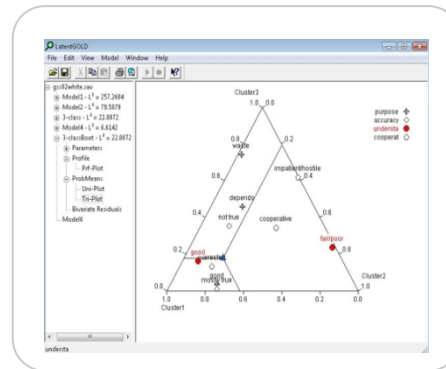 LatentGOLD
File Edit View Model Window Help
gss82white.sav
Model1 - L² = 257.2604
Model2 - L² = 79.5079
3-class - L² = 22.0872
Model4 - L² = 6.6142
3-classBoot - L² = 22.0872
Parameters
Profile
Prf-Plot
ProbMeans
Uni-Plot
Tri-Plot
Bivariate Residuals
Model6
Cluster3
1.0 0.0
purpose
accuracy
understa
cooperat
0.8 0.2
waste
impatient/hostile
0.6 0.4
depends
0.4 0.6
not true
cooperative
fair/poor
0.2 0.8
good
interested
good
mostly true
0.0 1.0
Cluster2
1.0 0.8 0.6 0.4 0.2 0.0
Cluster1
understa